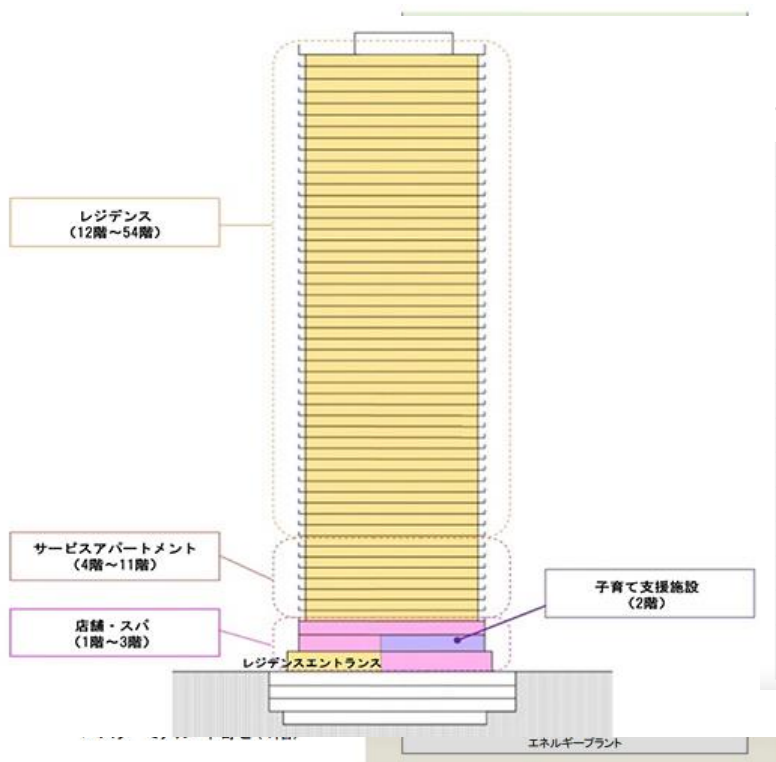 レジデンス
(12階～54階)
サービスアパートメント
(4階～11階)
子育て支援施設
(2階)
店舗・スパ
(1階～3階)
レジデンスエントランス
エネルギープラント